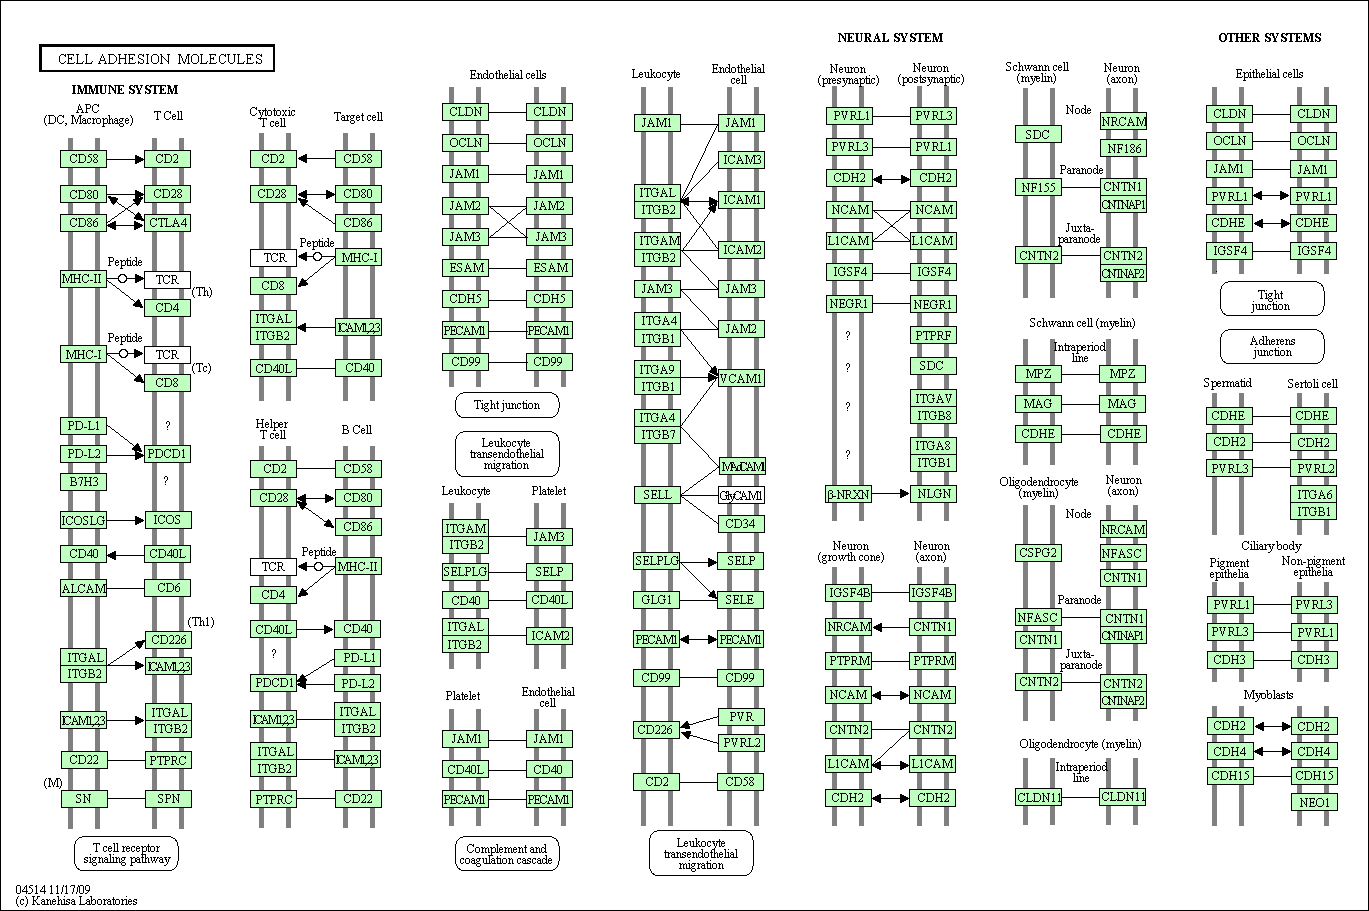 CELL ADHESION MOLECULES
IMMUNE SYSTEM
APC
(DC, Macrophage)
T Cell
CD58
CD2
CD80
CD28
CD86
CTLA4
Peptide
MHC-II
TCR
(Th)
CD4
Peptide
MHC-I
TCR
(Tc)
CD8
PD-L1
?
PD-L2
PDCD1
B7H3
?
ICOSLG
ICOS
CD40
CD40L
ALCAM
CD6
(Th1)
CD226
ITGAL
ITGB2
ICAM1,2,3
ICAM1,2,3
ITGAL
ITGB2
CD22
PTPRC
(M)
SN
SPN
T cell receptor
signaling pathway
04514 11/17/09
(c) Kanehisa Laboratories
Cytotoxic
T cell
Target cell
CD2
CD58
CD28
CD80
CD86
Peptide
TCR
MHC-I
CD8
ITGAL
ITGB2
ICAM1,2,3
CD40L
CD40
Helper
T cell
B Cell
CD2
CD58
CD28
CD80
CD86
Peptide
TCR
MHC-II
CD4
CD40L
CD40
?
PD-L1
PDCD1
PD-L2
ICAM1,2,3
ITGAL
ITGB2
ITGAL
ITGB2
ICAM1,2,3
PTPRC
CD22
Endothelial cells
CLDN
CLDN
OCLN
OCLN
JAM1
JAM1
JAM2
JAM2
JAM3
JAM3
ESAM
ESAM
CDH5
CDH5
PECAM1
PECAM1
CD99
CD99
Tight junction
Leukocyte
transendothelial
migration
Leukocyte
Platelet
ITGAM
ITGB2
JAM3
SELPLG
SELP
CD40
CD40L
ITGAL
ITGB2
ICAM2
Platelet
Endothelial
cell
JAM1
JAM1
CD40L
CD40
PECAM1
PECAM1
Complement and
coagulation cascade
Leukocyte
Endothelial
cell
JAM1
JAM1
ICAM3
ITGAL
ITGB2
ICAM1
ITGAM
ITGB2
ICAM2
JAM3
JAM3
ITGA4
ITGB1
JAM2
ITGA9
ITGB1
VCAM1
ITGA4
ITGB7
MAdCAM1
SELL
GlyCAM1
CD34
SELPLG
SELP
GLG1
SELE
PECAM1
PECAM1
CD99
CD99
CD226
PVR
PVRL2
CD2
CD58
Leukocyte
transendothelial
migration
NEURAL SYSTEM
Neuron
(presynaptic)
Neuron
(postsynaptic)
PVRL1
PVRL3
PVRL3
PVRL1
CDH2
CDH2
NCAM
NCAM
L1CAM
L1CAM
IGSF4
IGSF4
NEGR1
NEGR1
?
PTPRF
?
SDC
?
ITGAV
ITGB8
?
ITGA8
ITGB1
β-NRXN
NLGN
Neuron
(growth cone)
Neuron
(axon)
IGSF4B
IGSF4B
NRCAM
CNTN1
PTPRM
PTPRM
NCAM
NCAM
CNTN2
CNTN2
L1CAM
L1CAM
CDH2
CDH2
Schwann cell
(myelin)
Neuron
(axon)
Node
SDC
NRCAM
NF186
Paranode
NF155
CNTN1
CNTNAP1
Juxta-
paranode
CNTN2
CNTN2
CNTNAP2
Schwann cell (myelin)
Intraperiod
line
MPZ
MPZ
MAG
MAG
CDHE
CDHE
Oligodendrocyte
(myelin)
Neuron
(axon)
Node
NRCAM
CSPG2
NFASC
CNTN1
Paranode
NFASC
CNTN1
CNTN1
CNTNAP1
Juxta-
paranode
CNTN2
CNTN2
CNTNAP2
Oligodendrocyte (myelin)
Intraperiod
line
CLDN11
CLDN11
OTHER SYSTEMS
Epithelial cells
CLDN
CLDN
OCLN
OCLN
JAM1
JAM1
PVRL1
PVRL1
CDHE
CDHE
IGSF4
IGSF4
Tight
junction
Adherens
junction
Spermatid
Sertoli cell
CDHE
CDHE
CDH2
CDH2
PVRL3
PVRL2
ITGA6
ITGB1
Ciliary body
Pigment
epithelia
Non-pigment
epithelia
PVRL1
PVRL3
PVRL3
PVRL1
CDH3
CDH3
Myoblasts
CDH2
CDH2
CDH4
CDH4
CDH15
CDH15
NEO1